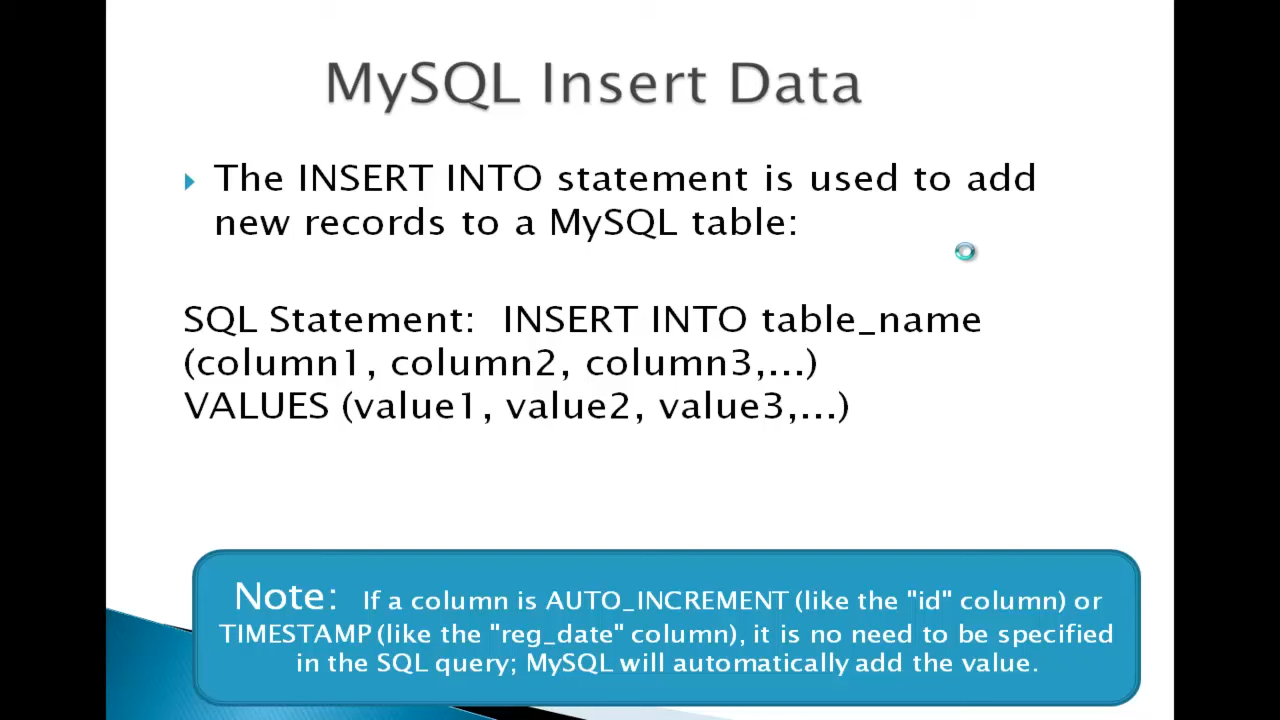 MySQL Insert Data
The INSERT INTO statement is used to add
new records to a MySQL table:
SQL Statement: INSERT INTO table_name
(column1, column2, column3,...)
VALUES (value1, value2, value3,...)
Note: If a column is AUTO_INCREMENT (like the "id" column) or
TIMESTAMP (like the "reg_date" column), it is no need to be specified
in the SQL query; MySQL will automatically add the value.